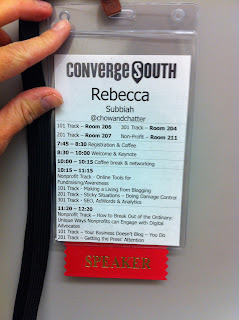 CONVERGE SOUTH
Rebecca
Subbiah
@chowandchatter
101 Track - Room 206 301 Track - Room 204
201 Track - Room 207 Non-Profit - Room 211
7:45 – 8:30 Registration & Coffee
8:30 – 10:00 Welcome & Keynote
10:00 – 10:15 Coffee break & networking
10:15 – 11:15
Nonprofit Track - Online Tools for
Fundraising/Awareness
101 Track - Making a Living from Blogging
201 Track - Sticky Situations – Doing Damage Control
301 Track - SEO, AdWords & Analytics
11:20 – 12:20
Nonprofit Track – How to Break Out of the Ordinary:
Unique Ways Nonprofits can Engage with Digital
Advocates
101 Track – Your Business Doesn't Blog – You Do
201 Track –Getting the Press' Attention
SPEAKER